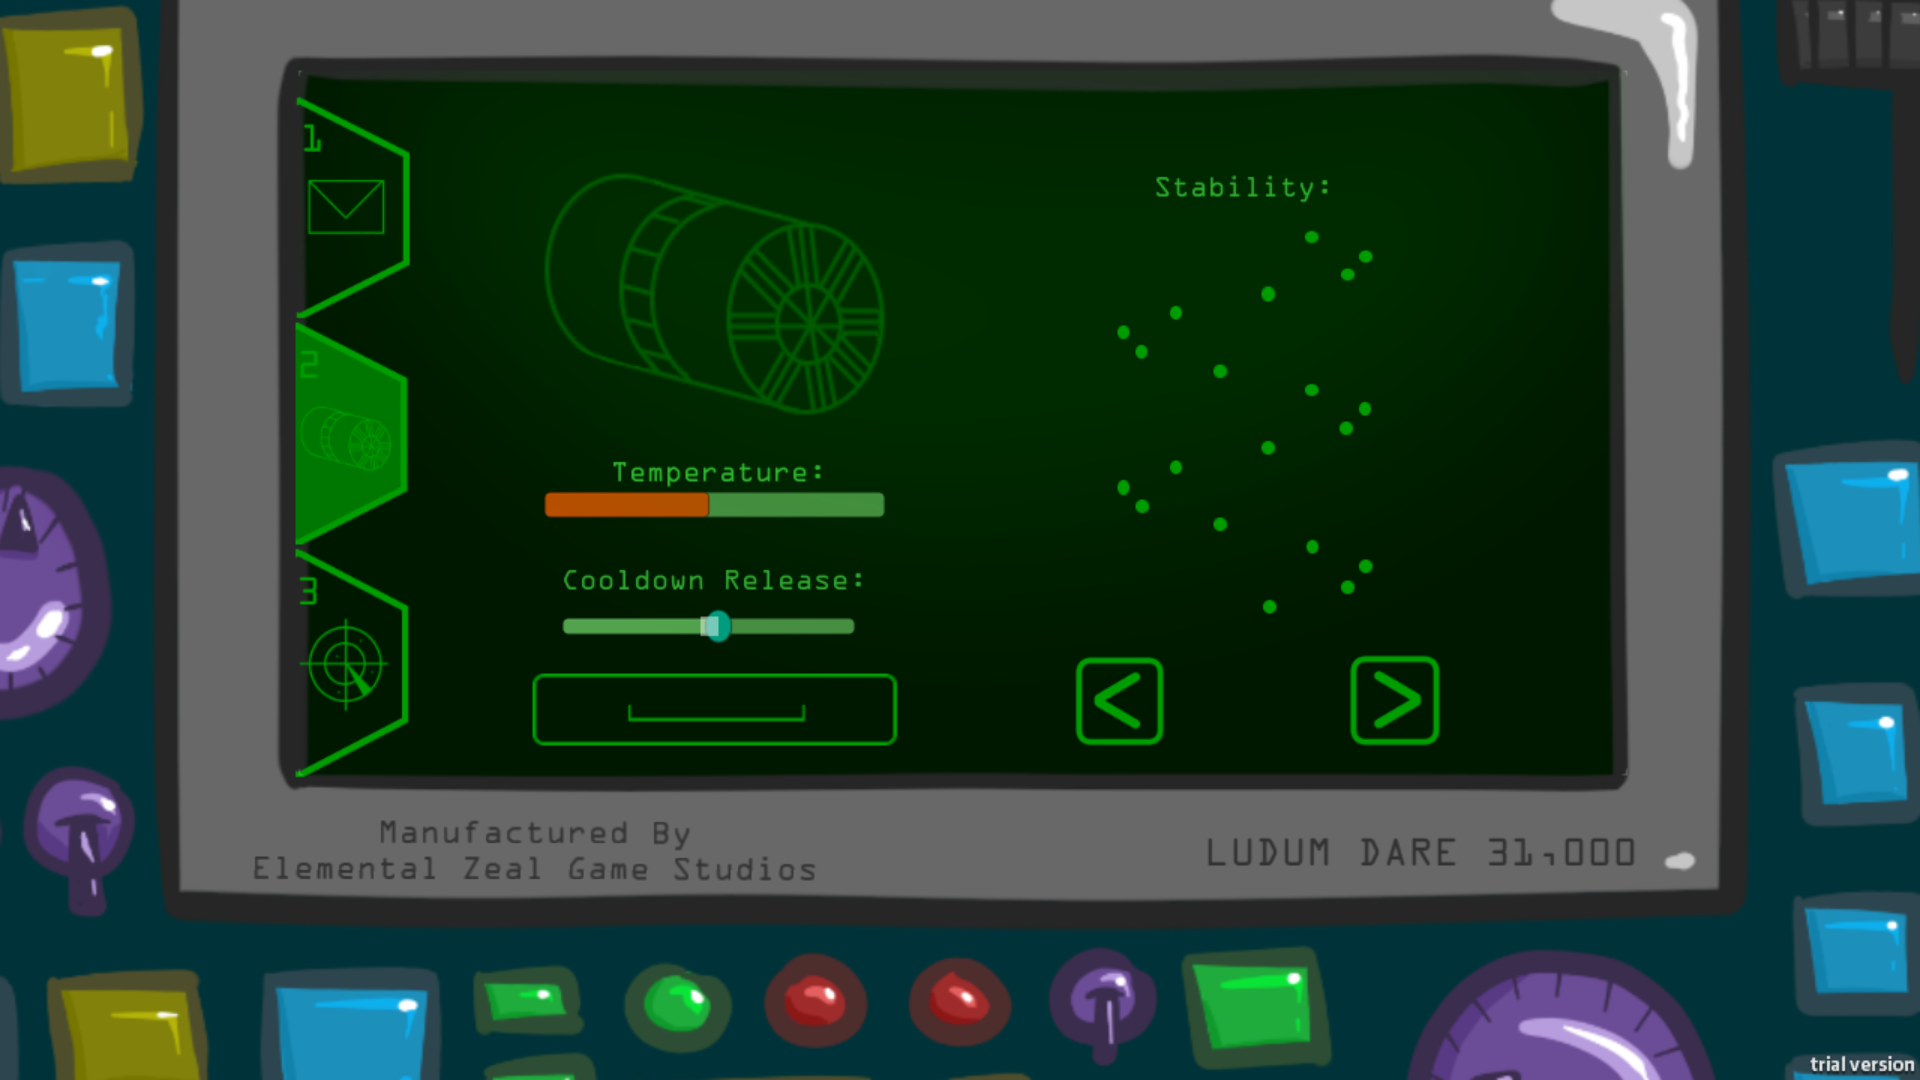 1
Stability:
2
Temperature:
Cooldown Release:
3
< >
Manufactured By
Elemental Zeal Game Studios
LUDUM DARE 31,000
trial version